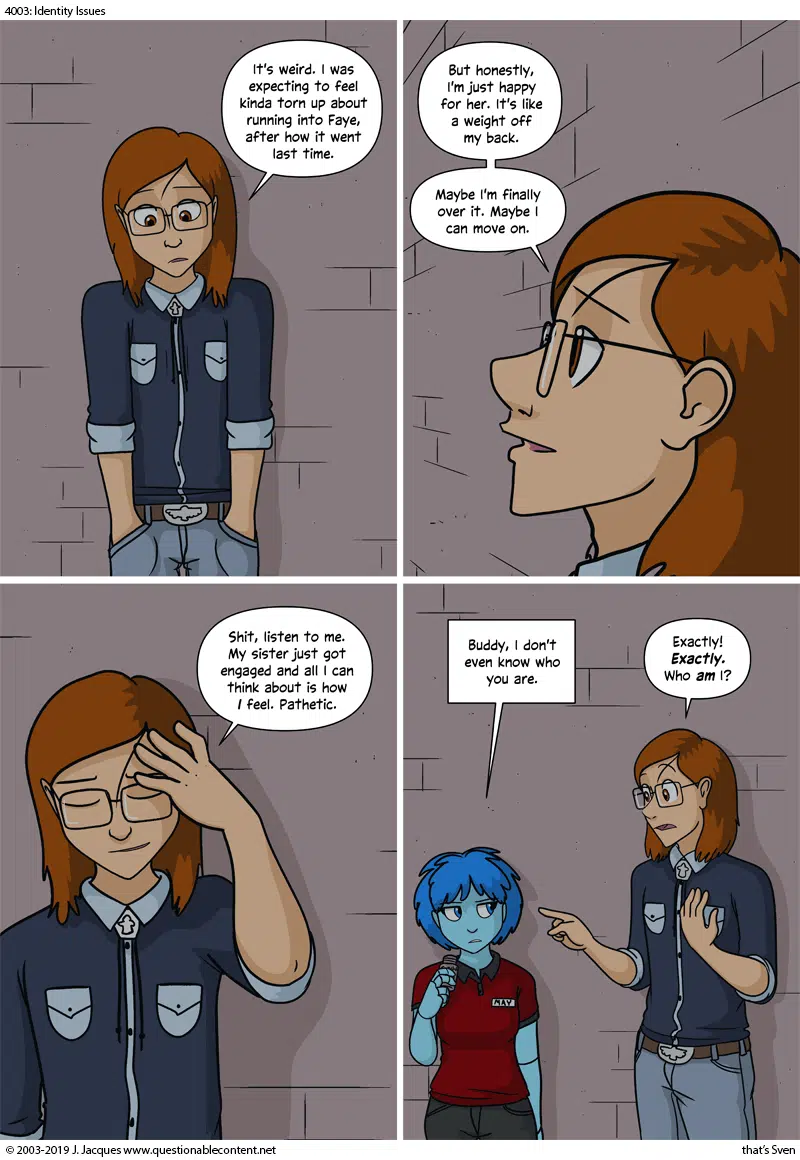 4003: Identity Issues
It's weird. I was
expecting to feel
kinda torn up about
running into Faye,
after how it went
last time.
But honestly,
I'm just happy
for her. It's like
a weight off
my back.
Maybe I'm finally
over it. Maybe I
can move on.
Shit, listen to me.
My sister just got
engaged and all I can
think about is how
I feel. Pathetic.
Buddy, I don't
even know who
you are.
Exactly!
Exactly.
Who am I?
MAY
© 2003-2019 J. Jacques www.questionablecontent.net
that's Sven